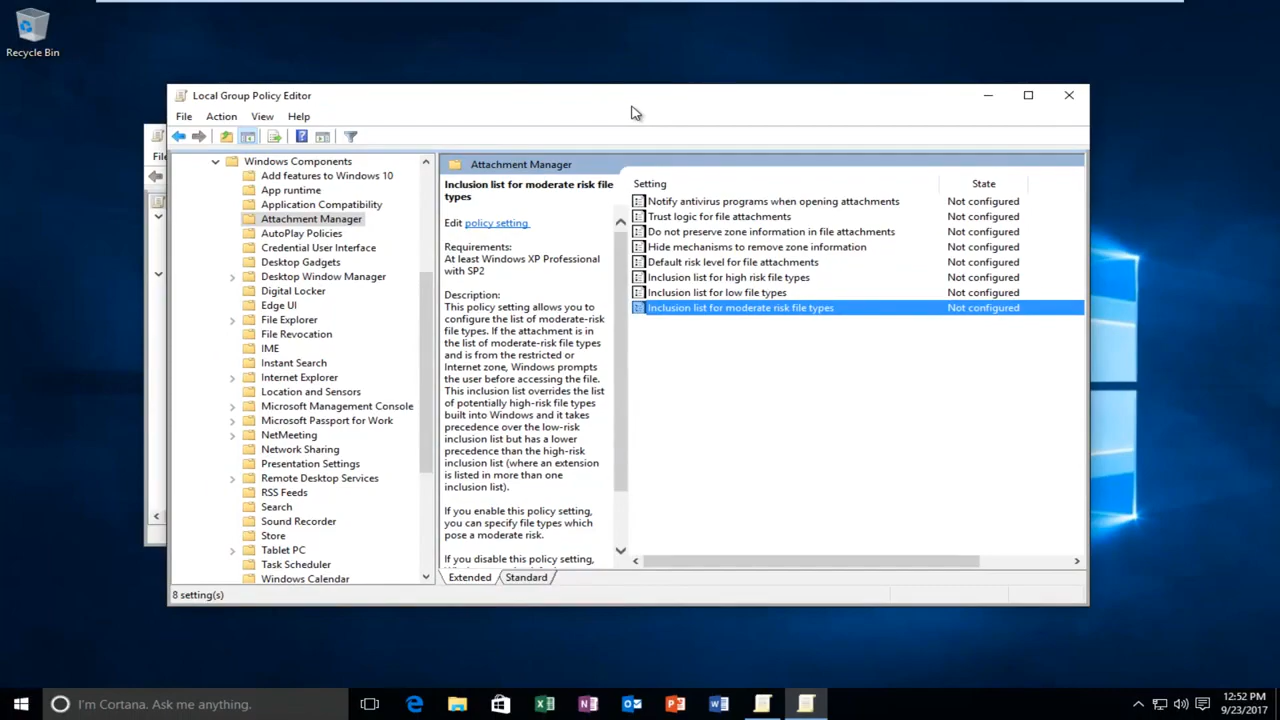 Recycle Bin
Local Group Policy Editor
File
Action
View
Help
File
Windows Components
Add features to Windows 10
App runtime
Application Compatibility
Attachment Manager
AutoPlay Policies
Credential User Interface
Desktop Gadgets
Desktop Window Manager
Digital Locker
Edge UI
File Explorer
File Revocation
IME
Instant Search
Internet Explorer
Location and Sensors
Microsoft Management Console
Microsoft Passport for Work
NetMeeting
Network Sharing
Presentation Settings
Remote Desktop Services
RSS Feeds
Search
Sound Recorder
Store
Tablet PC
Task Scheduler
Windows Calendar
Attachment Manager
Inclusion list for moderate risk file
types
Edit policy setting
Requirements:
At least Windows XP Professional
with SP2
Description:
This policy setting allows you to
configure the list of moderate-risk
file types. If the attachment is in
the list of moderate-risk file types
and is from the restricted or
Internet zone, Windows prompts
the user before accessing the file.
This inclusion list overrides the list
of potentially high-risk file types
built into Windows and it takes
precedence over the low-risk
inclusion list but has a lower
precedence than the high-risk
inclusion list (where an extension
is listed in more than one
inclusion list).
If you enable this policy setting,
you can specify file types which
pose a moderate risk.
If you disable this policy setting,
Setting State
Notify antivirus programs when opening attachments Not configured
Trust logic for file attachments Not configured
Do not preserve zone information in file attachments Not configured
Hide mechanisms to remove zone information Not configured
Default risk level for file attachments Not configured
Inclusion list for high risk file types Not configured
Inclusion list for low file types Not configured
Inclusion list for moderate risk file types Not configured
Extended
Standard
8 setting(s)
I'm Cortana. Ask me anything.
12:52 PM
9/23/2017